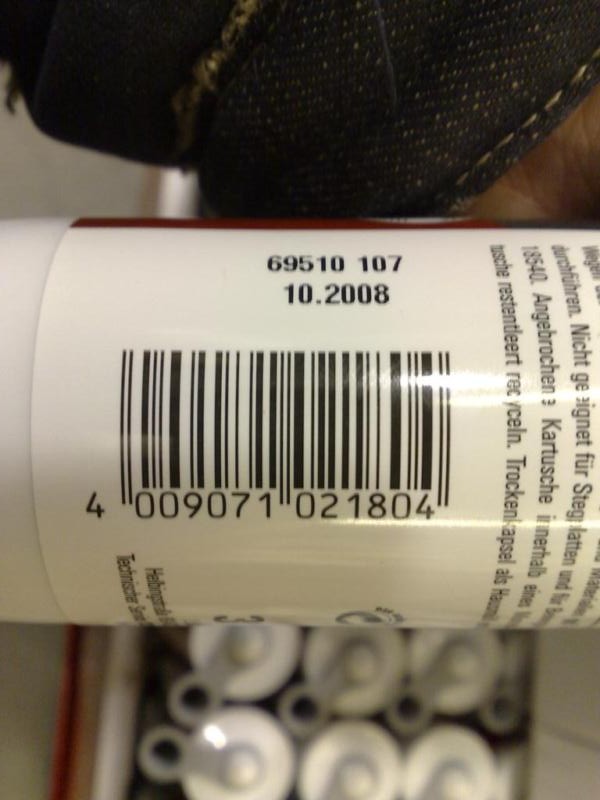 69510 107
10.2008
4 009071 021804
durchführen. Nicht geeignet für Stegplatten und für
18540. Angebrochene Kartusche innerhalb einer
tusche restentleert recyceln. Trockenkapsel als